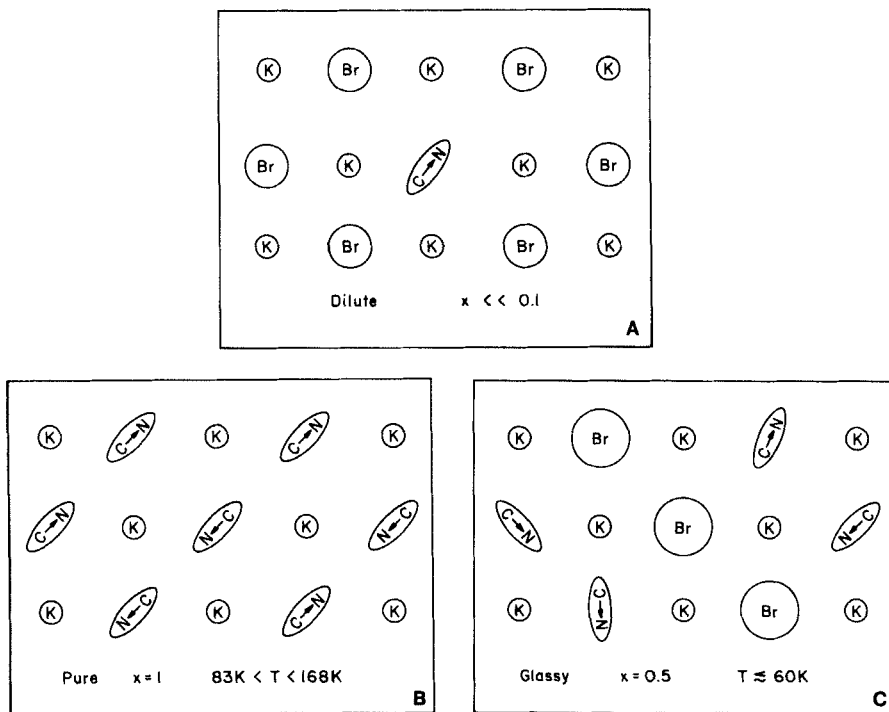 K Br K Br K
Br K C→N K Br
K Br K Br K
Dilute x << 0.1
A
K C→N K C→N K
C→N K N←C K N←C
K N←C K C→N K
Pure x = 1 83K < T < 168K
B
K Br K C→N K
C→N K Br K N←C
K N←C K Br K
Glassy x = 0.5 T ≲ 60K
C